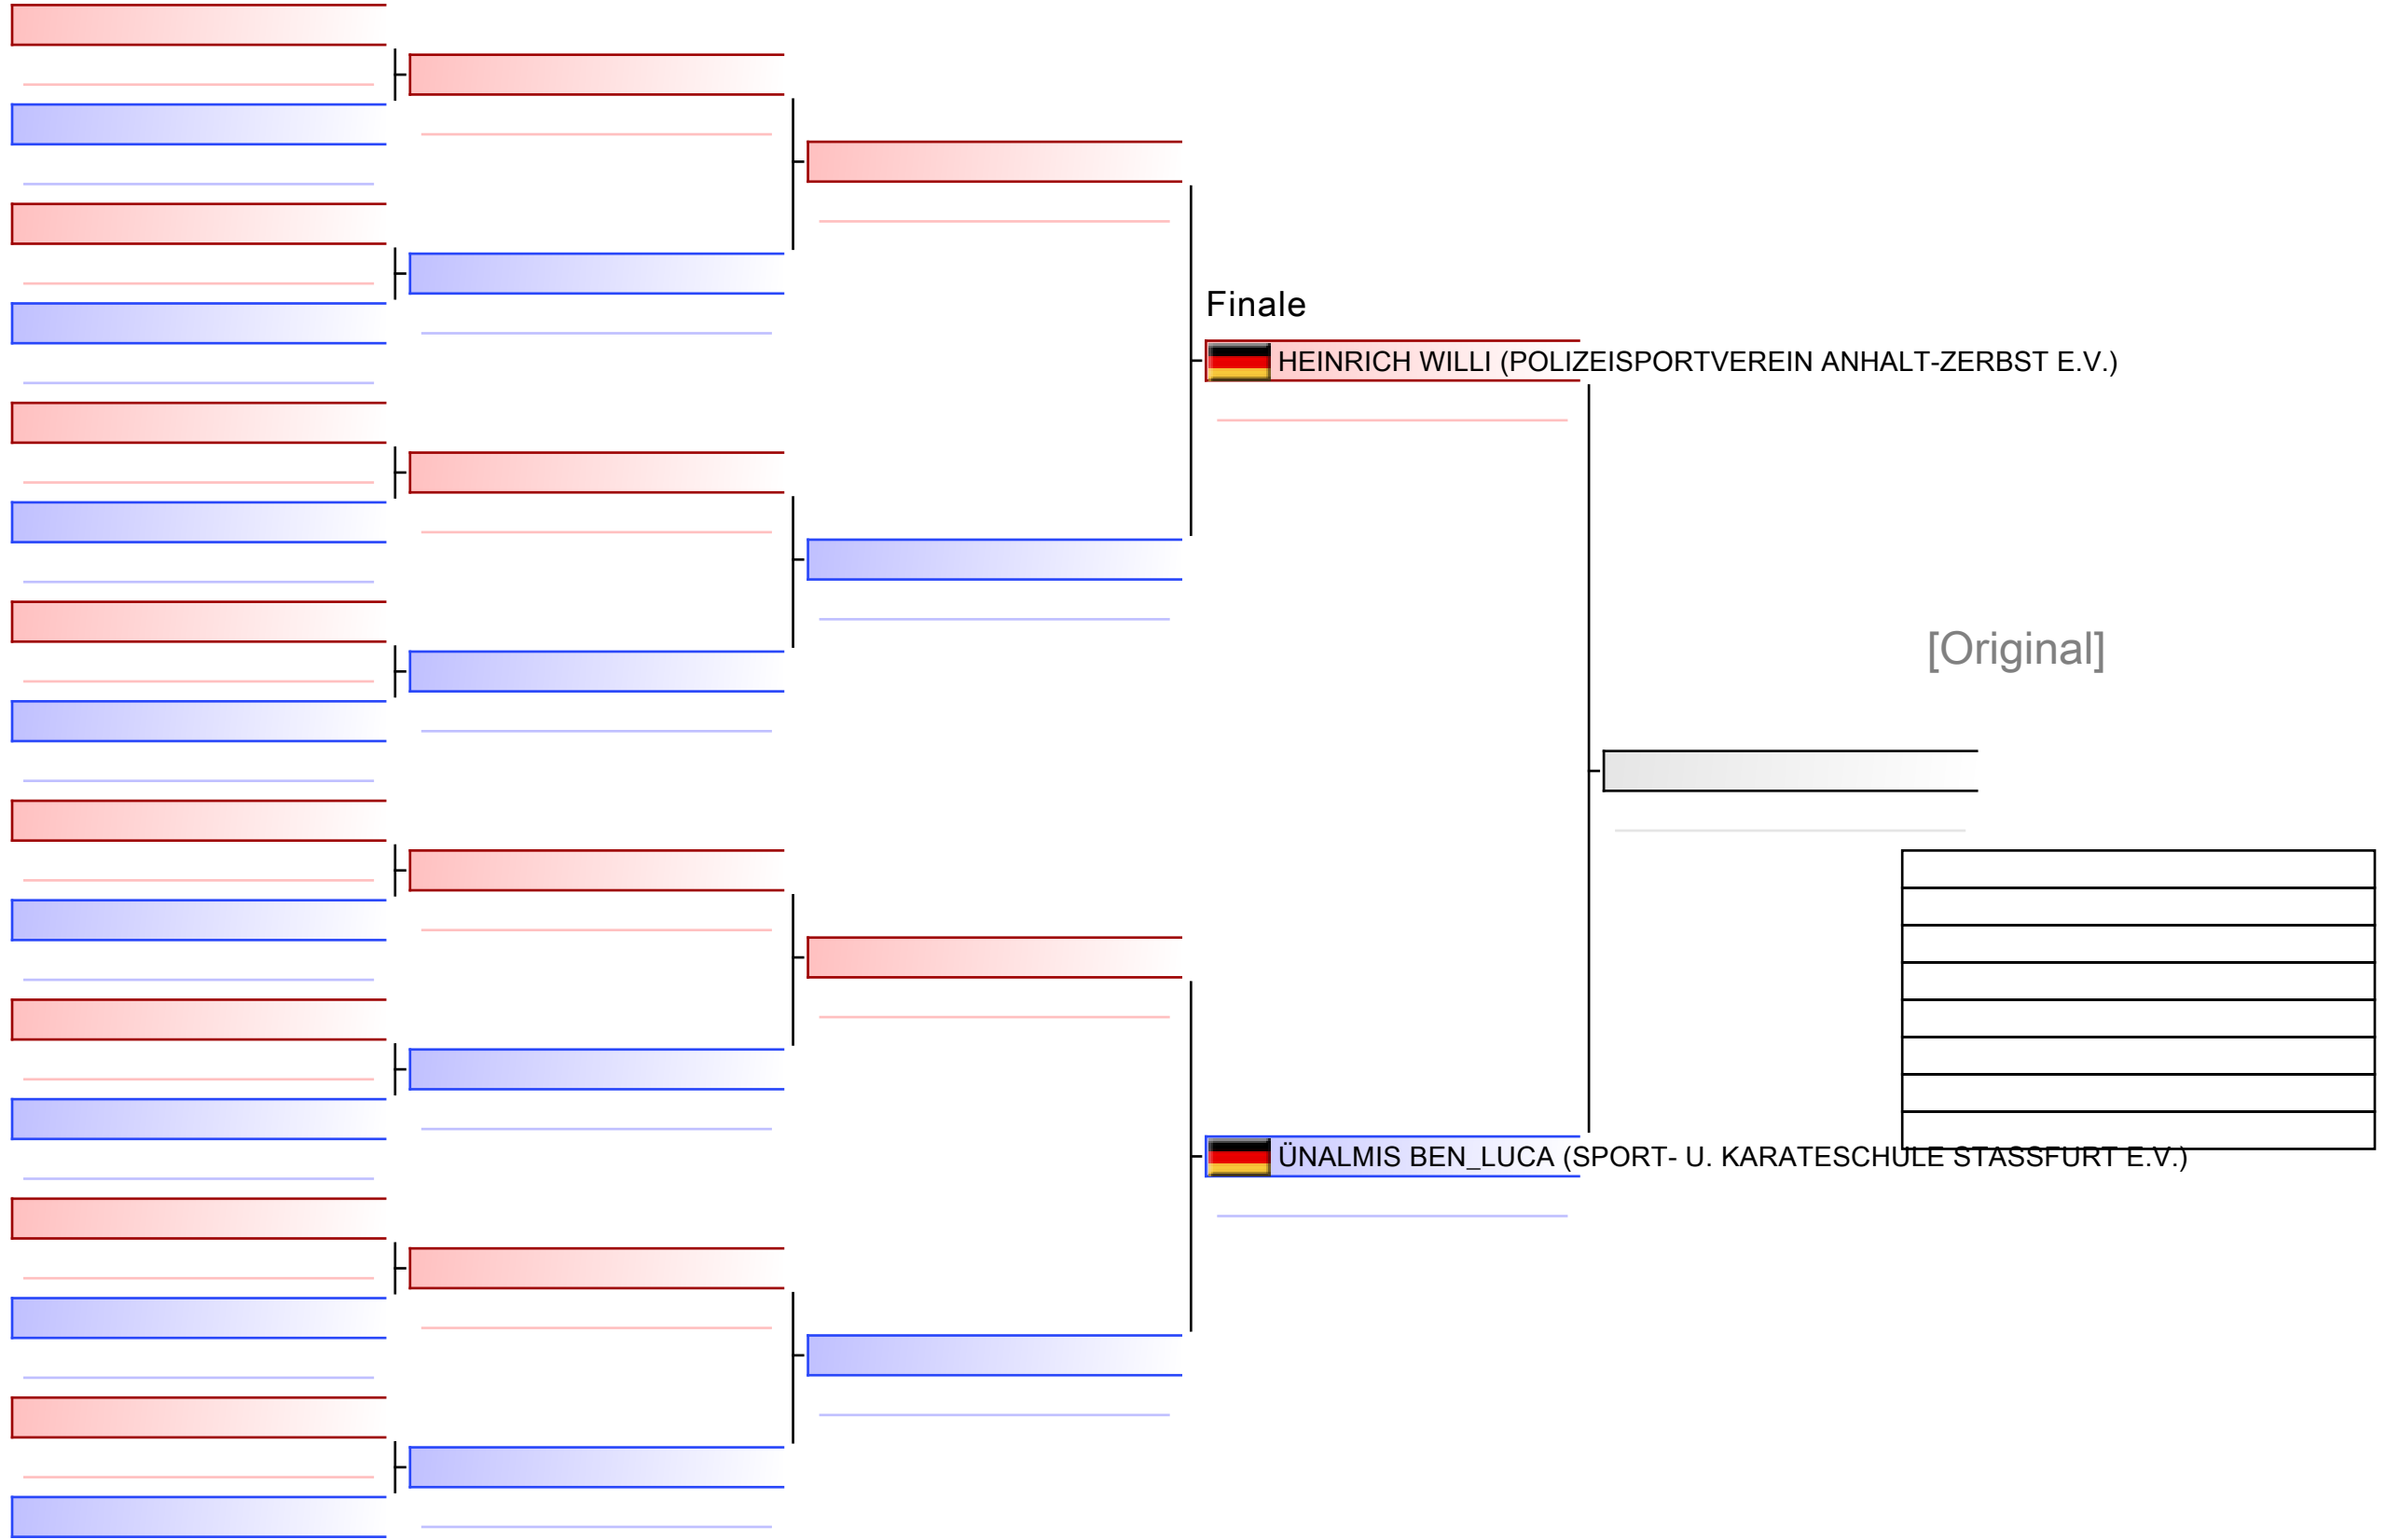 Finale
HEINRICH WILLI (POLIZEISPORTVEREIN ANHALT-ZERBST E.V.)
[Original]
ÜNALMIS BEN_LUCA (SPORT- U. KARATESCHULE STASSFURT E.V.)